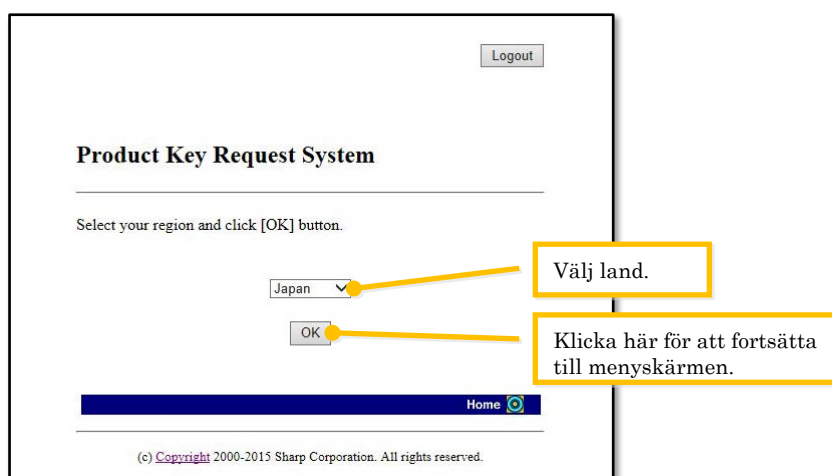 Logout
Product Key Request System
Select your region and click [OK] button.
Välj land.
Japan
Klicka här för att fortsätta
till menyskärmen.
OK
Home
(c) Copyright 2000-2015 Sharp Corporation. All rights reserved.